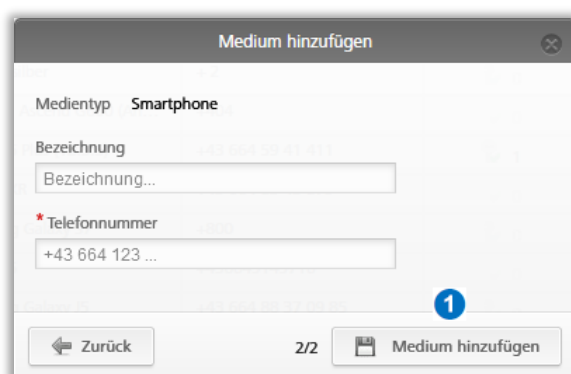 Medium hinzufügen
Medientyp Smartphone
Bezeichnung
Bezeichnung...
* Telefonnummer
+43 664 123 ...
1
Zurück 2/2 Medium hinzufügen